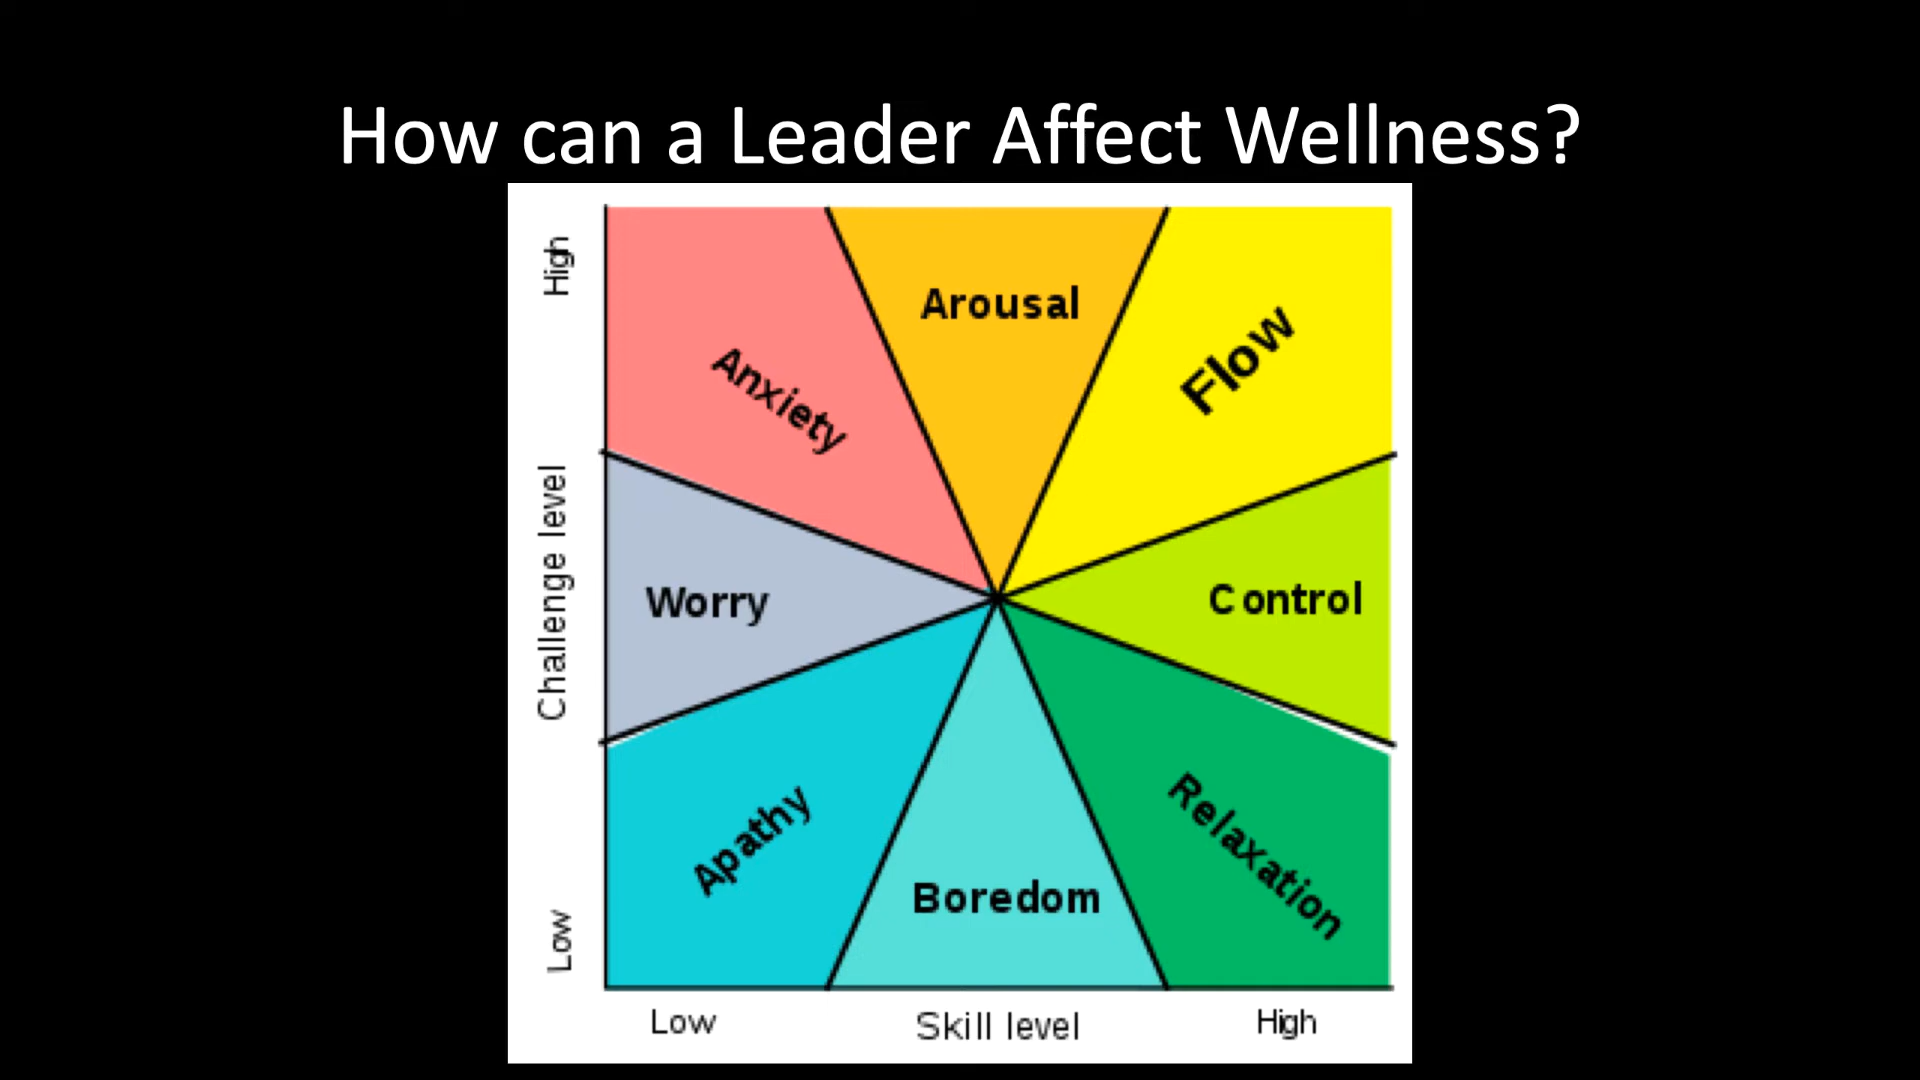 How can a Leader Affect Wellness?
High
Arousal
Flow
Anxiety
Challenge level
Worry
Control
Apathy
Relaxation
Boredom
Low
Low
Skill level
High